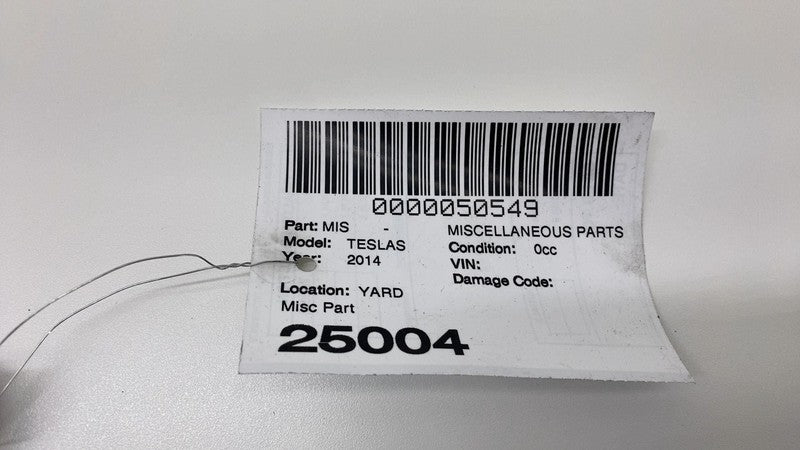 0000050549
Part: MIS - MISCELLANEOUS PARTS
Model: TESLAS Condition: 0cc
Year: 2014 VIN:
Damage Code:
Location: YARD
Misc Part
25004